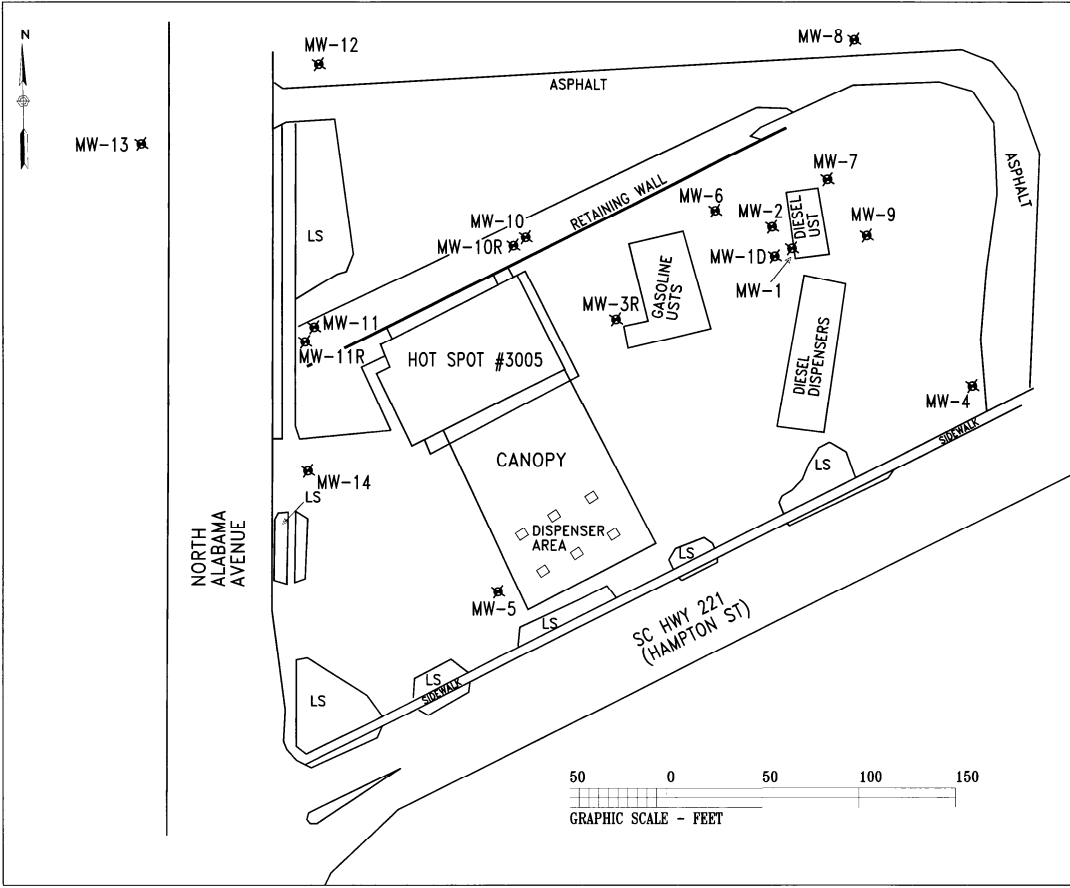 N
MW-12
MW-8
ASPHALT
MW-13
ASPHALT
MW-7
RETAINING WALL
MW-6
MW-2
DIESEL
UST
MW-9
MW-10
MW-10R
LS
MW-1D
MW-1
GASOLINE
USTS
MW-3R
MW-11
MW-11R
HOT SPOT #3005
DIESEL
DISPENSERS
MW-4
SIDEWALK
CANOPY
LS
MW-14
LS
NORTH
ALABAMA
AVENUE
DISPENSER
AREA
LS
MW-5
LS
SC HWY 221
(HAMPTON ST)
LS
SIDEWALK
LS
50 0 50 100 150
GRAPHIC SCALE - FEET